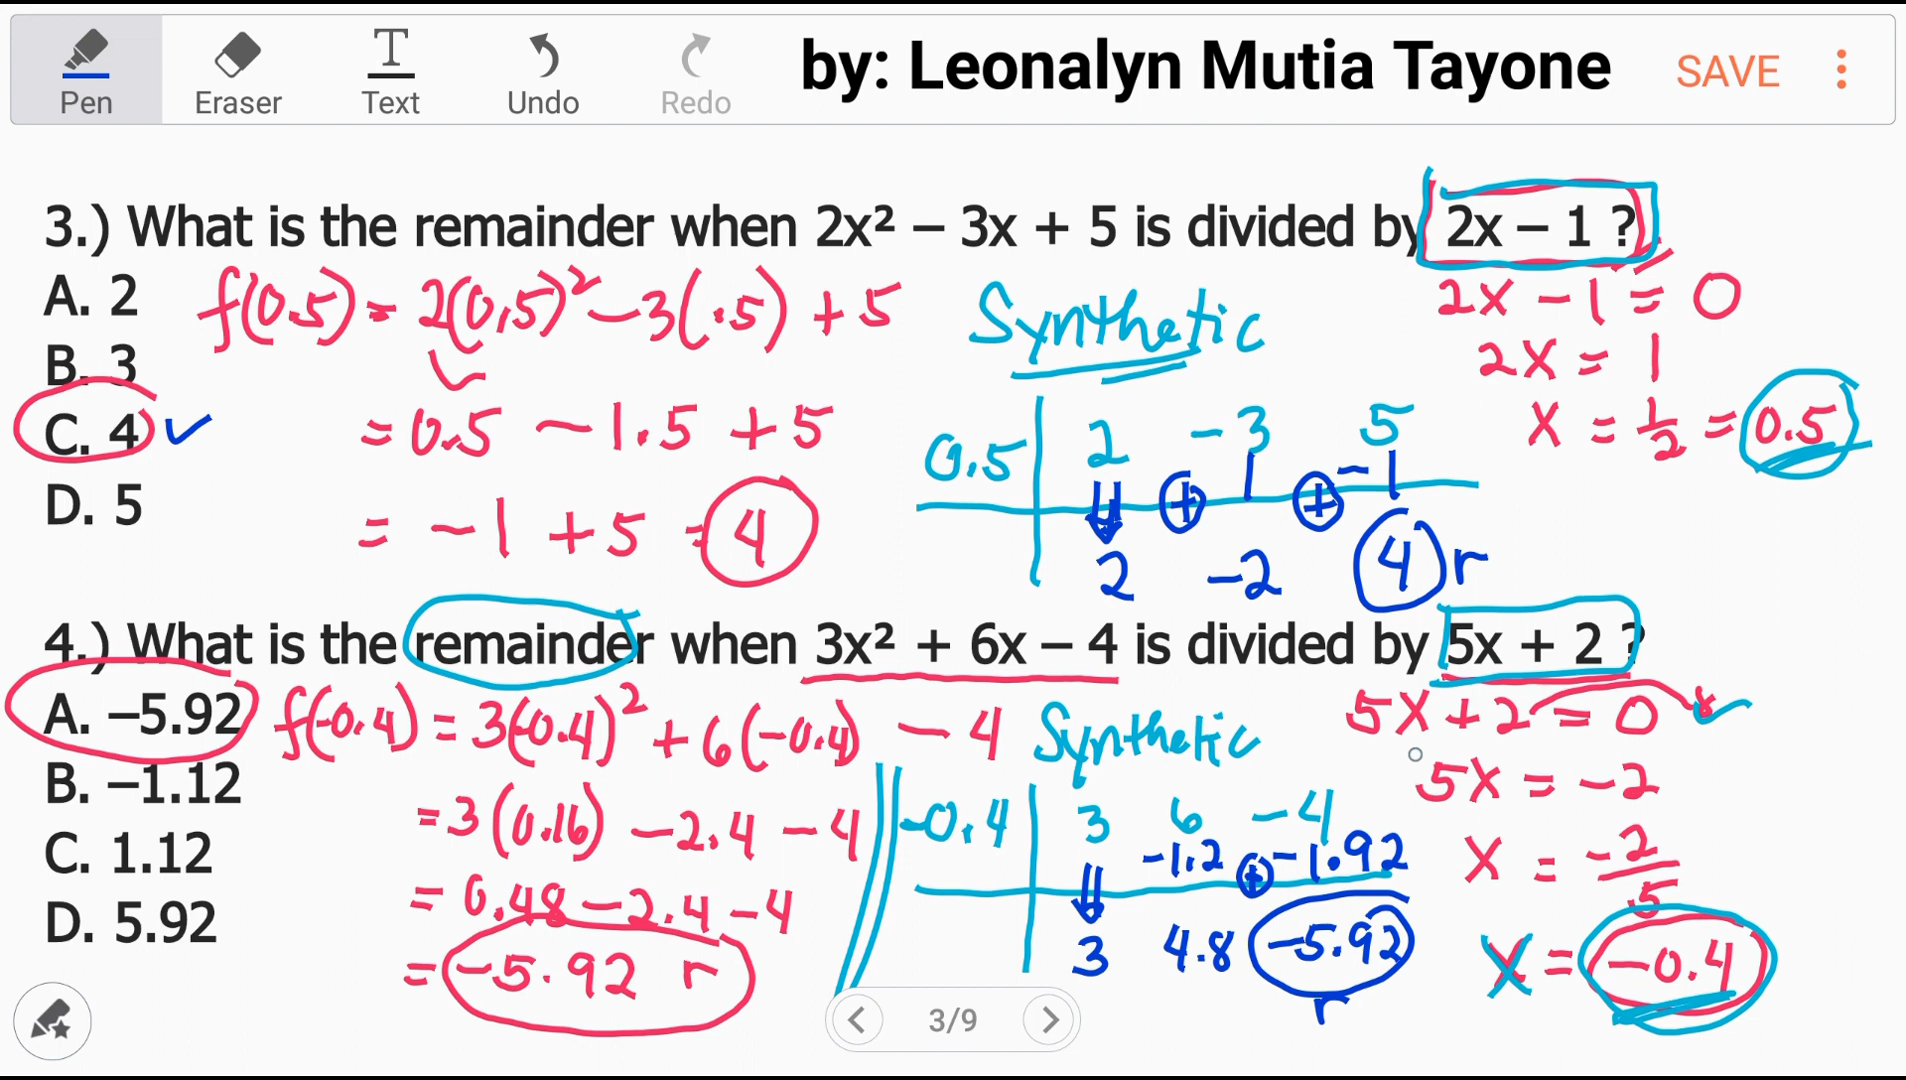 Pen Eraser Text Undo Redo by: Leonalyn Mutia Tayone SAVE
3.) What is the remainder when 2x² – 3x + 5 is divided by 2x – 1 ?
A. 2
B. 3
C. 4
D. 5
f(0.5) = 2(0.5)² – 3(.5) + 5
= 0.5 – 1.5 + 5
= –1 + 5 = 4
Synthetic
0.5 2 –3 5
1 –1
+ +
2 –2 4 r
2x – 1 = 0
2x = 1
x = 1/2 = 0.5
4.) What is the remainder when 3x² + 6x – 4 is divided by 5x + 2 ?
A. –5.92
B. –1.12
C. 1.12
D. 5.92
f(-0.4) = 3(-0.4)² + 6(-0.4) – 4
= 3(0.16) – 2.4 – 4
= 0.48 – 2.4 – 4
= –5.92 r
Synthetic
-0.4 3 6 –4
–1.2 + –1.92
3 4.8 –5.92
r
5x + 2 = 0
5x = –2
x = –2/5
x = –0.4
3/9